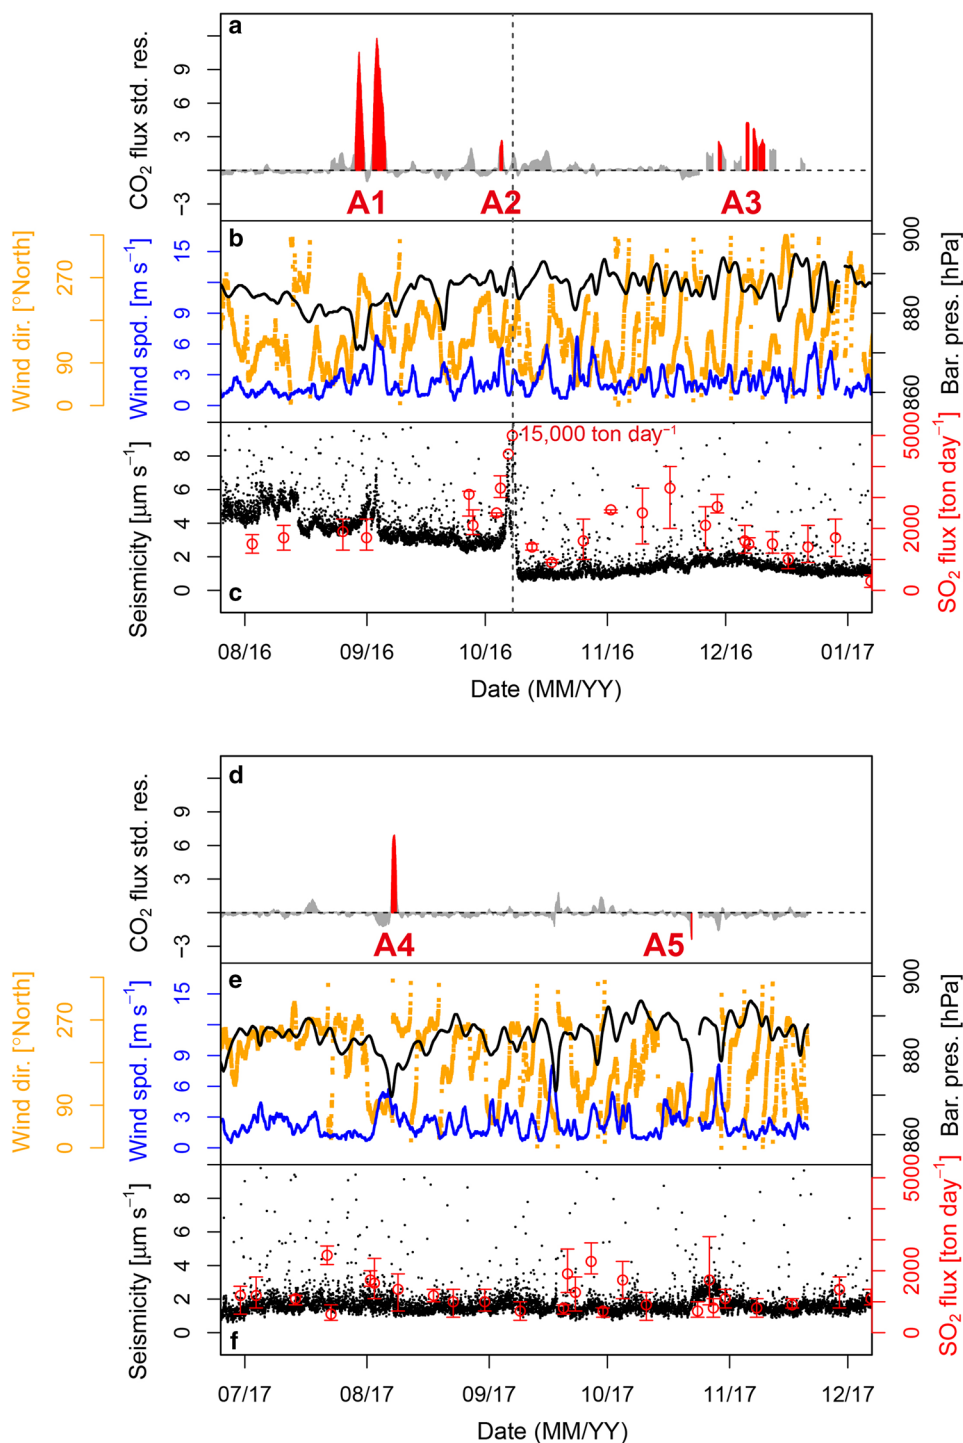 a
CO₂ flux std. res.
9
6
3
−3
A1
A2
A3
b
Wind dir. [°North]
270
90
0
Wind spd. [m s⁻¹]
15
9
6
3
0
900
880
860
Bar. pres. [hPa]
c
Seismicity [µm s⁻¹]
8
6
4
2
0
15,000 ton day⁻¹
5000
2000
0
SO₂ flux [ton day⁻¹]
08/16
09/16
10/16
11/16
12/16
01/17
Date (MM/YY)
d
CO₂ flux std. res.
9
6
3
−3
A4
A5
e
Wind dir. [°North]
270
90
0
Wind spd. [m s⁻¹]
15
9
6
3
0
900
880
860
Bar. pres. [hPa]
f
Seismicity [µm s⁻¹]
8
6
4
2
0
5000
2000
0
SO₂ flux [ton day⁻¹]
07/17
08/17
09/17
10/17
11/17
12/17
Date (MM/YY)